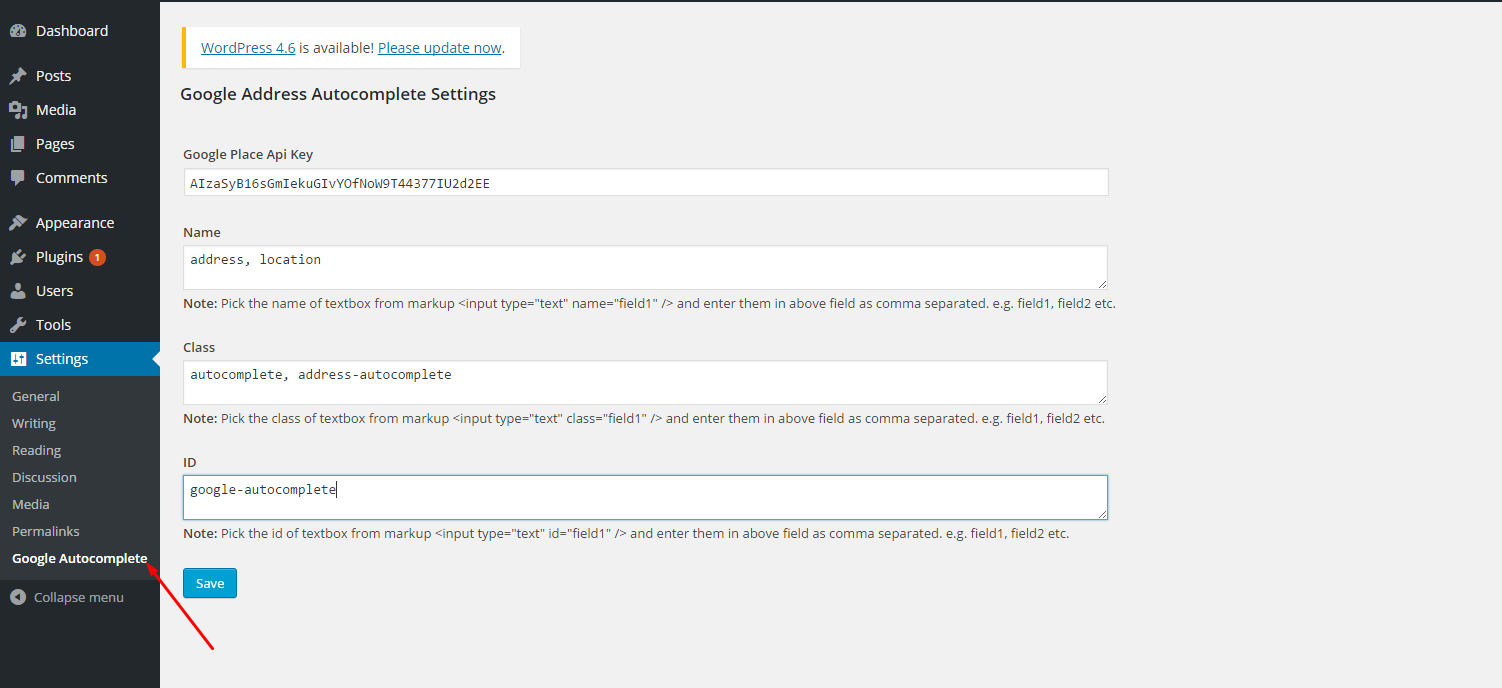 Dashboard
Posts
Media
Pages
Comments
Appearance
Plugins 1
Users
Tools
Settings
General
Writing
Reading
Discussion
Media
Permalinks
Google Autocomplete
Collapse menu
WordPress 4.6 is available! Please update now.
Google Address Autocomplete Settings
Google Place Api Key
AIzaSyB16sGmIekuGIvYOfNoW9T44377IU2d2EE
Name
address, location
Note: Pick the name of textbox from markup <input type="text" name="field1" /> and enter them in above field as comma separated. e.g. field1, field2 etc.
Class
autocomplete, address-autocomplete
Note: Pick the class of textbox from markup <input type="text" class="field1" /> and enter them in above field as comma separated. e.g. field1, field2 etc.
ID
google-autocomplete
Note: Pick the id of textbox from markup <input type="text" id="field1" /> and enter them in above field as comma separated. e.g. field1, field2 etc.
Save